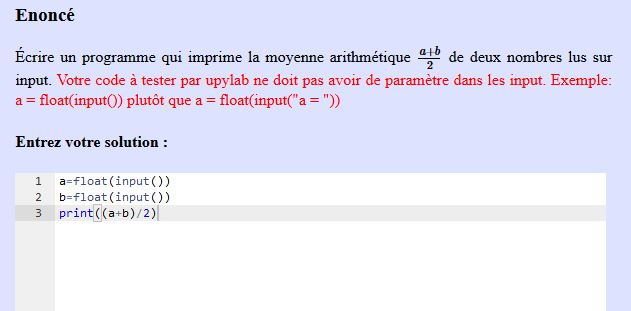 Enoncé
Écrire un programme qui imprime la moyenne arithmétique a+b/2 de deux nombres lus sur
input. Votre code à tester par upylab ne doit pas avoir de paramètre dans les input. Exemple:
a = float(input()) plutôt que a = float(input("a = "))
Entrez votre solution :
1 a=float(input())
2 b=float(input())
3 print((a+b)/2)